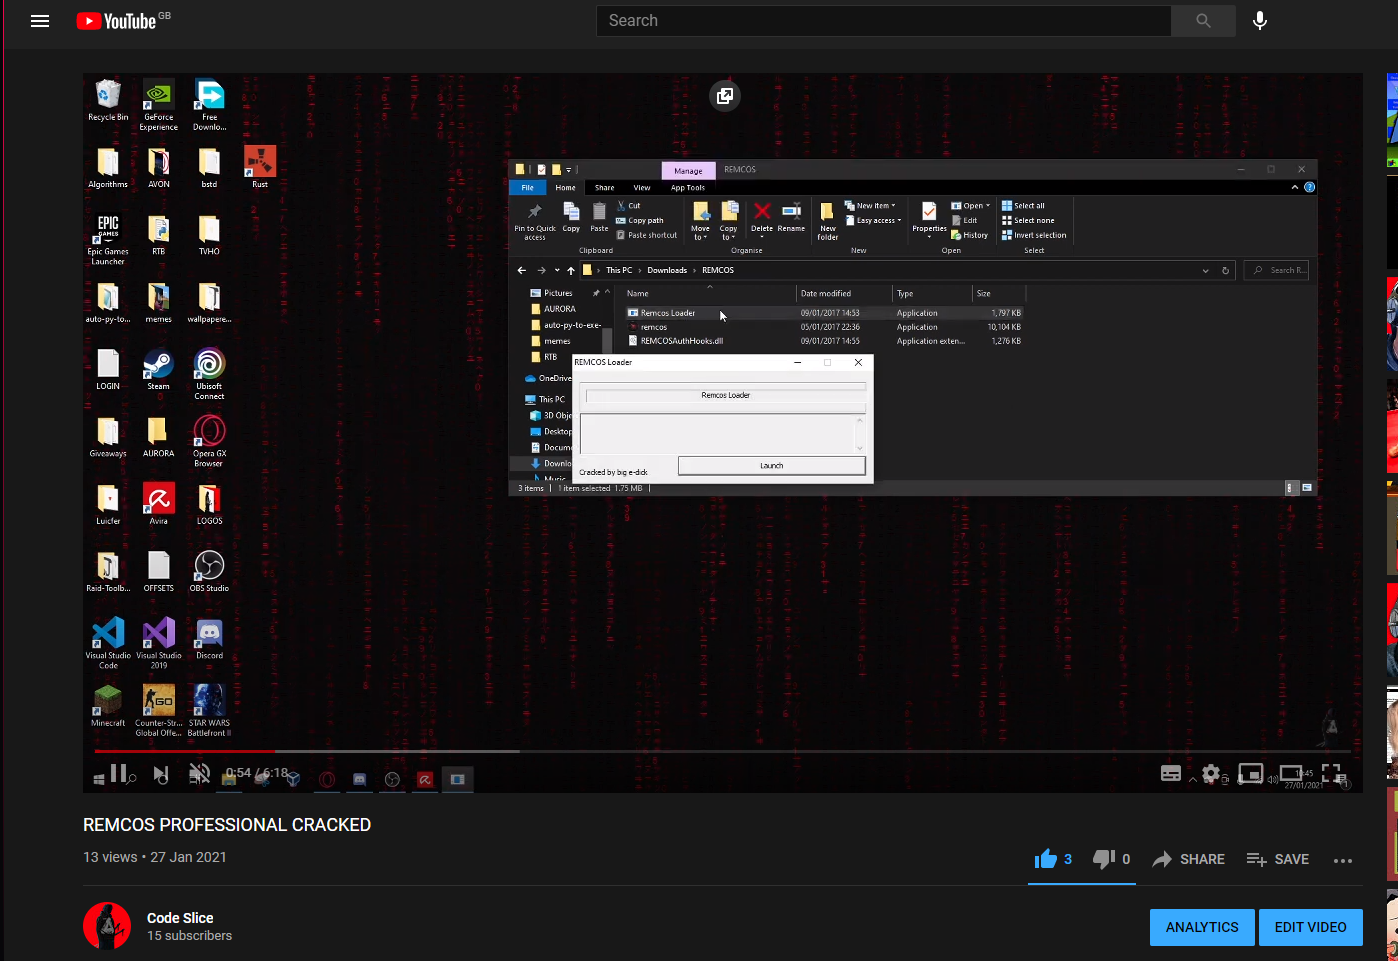 YouTube GB
Search
Recycle Bin
GeForce Experience
Free Downlo...
Algorithms
AVON
bstd
Rust
EPIC GAMES
Epic Games Launcher
RTB
TVHO
auto-py-to...
memes
wallpapere...
LOGIN
Steam
Ubisoft Connect
Giveaways
AURORA
Opera GX Browser
Luicfer
Avira
LOGOS
Raid-Toolb...
OFFSETS
OBS Studio
Visual Studio Code
Visual Studio 2019
Discord
GO
Minecraft
Counter-Str... Global Offe...
STAR WARS Battlefront II
Manage
REMCOS
File
Home
Share
View
App Tools
Pin to Quick access
Copy
Paste
Cut
Copy path
Paste shortcut
Move to
Copy to
Delete
Rename
New folder
New item
Easy access
Properties
Open
Edit
History
Select all
Select none
Invert selection
Clipboard
Organise
New
Open
Select
This PC
Downloads
REMCOS
Search R...
Pictures
AURORA
auto-py-to-exe-
memes
RTB
OneDrive
This PC
3D Obje
Desktop
Docum
Downlo
Music
Name
Date modified
Type
Size
Remcos Loader 09/01/2017 14:53 Application 1,797 KB
remcos 05/01/2017 22:36 Application 10,104 KB
REMCOSAuthHooks.dll 09/01/2017 14:55 Application exten... 1,276 KB
REMCOS Loader
Remcos Loader
Cracked by big e-dick
Launch
3 items
1 item selected 1.75 MB
0:54 / 6:18
10:45
27/01/2021
REMCOS PROFESSIONAL CRACKED
13 views • 27 Jan 2021
3
0
SHARE
SAVE
Code Slice
15 subscribers
ANALYTICS
EDIT VIDEO